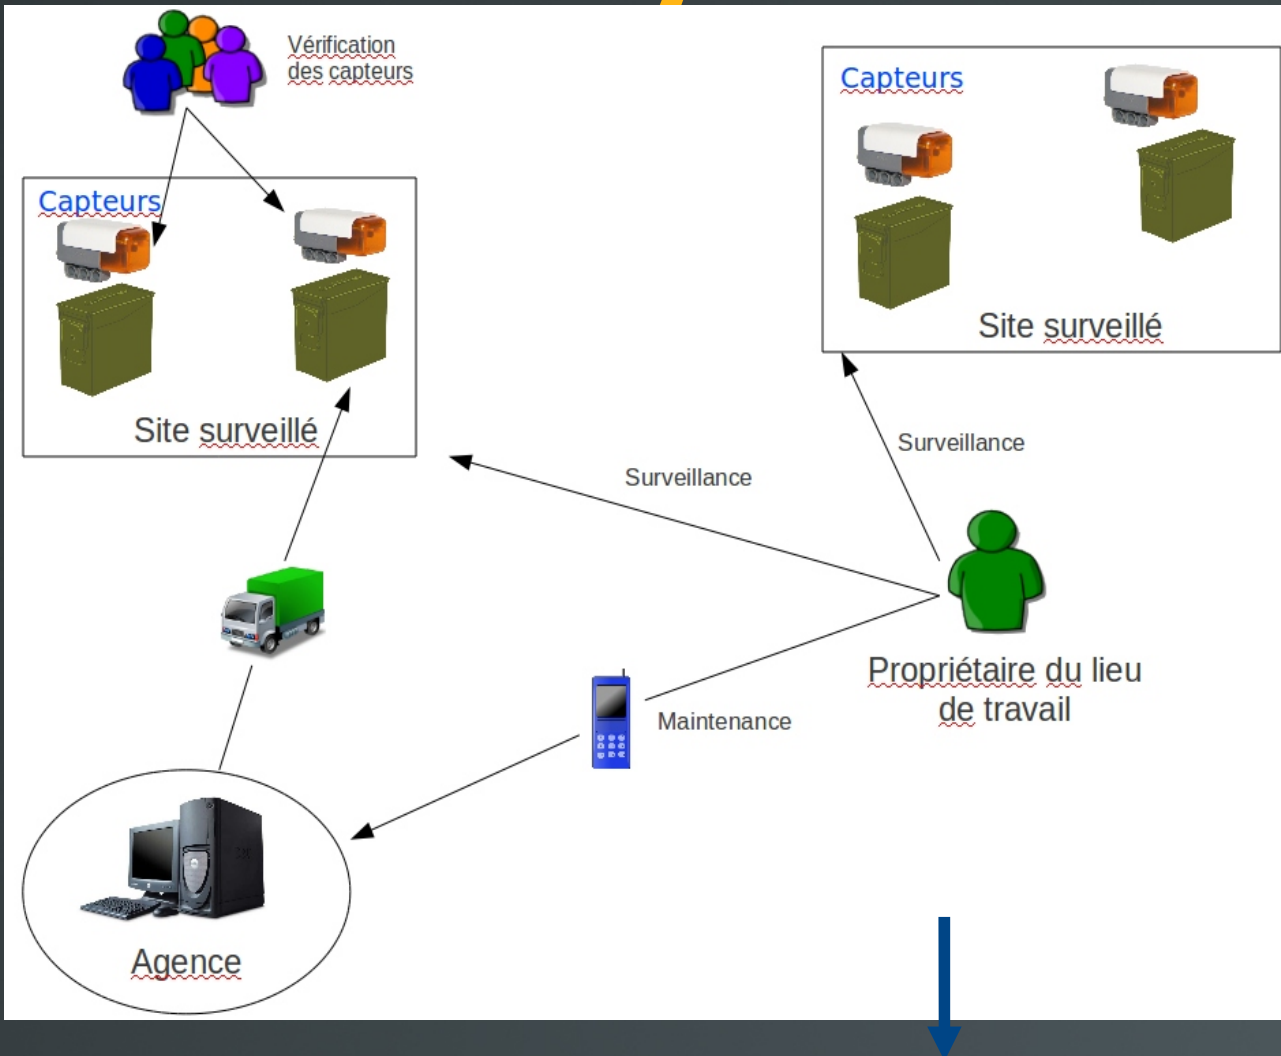 Vérification
des capteurs
Capteurs
Capteurs
Site surveillé
Site surveillé
Surveillance
Surveillance
Propriétaire du lieu
de travail
Maintenance
Agence